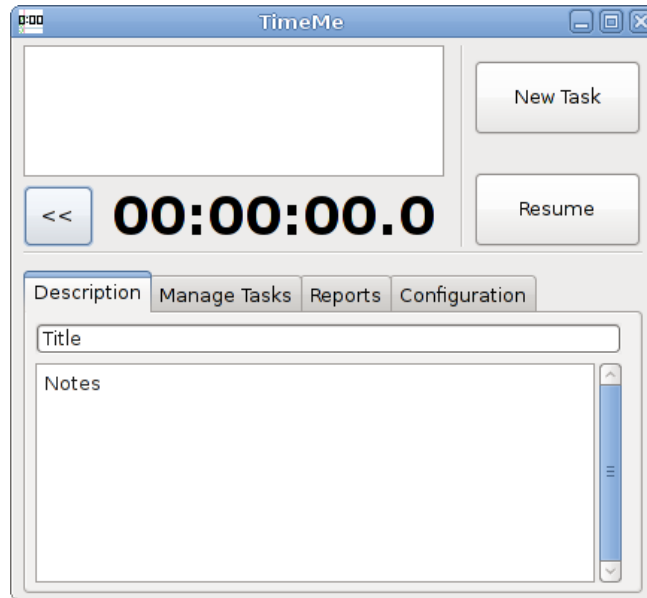 0:00 TimeMe
New Task
<< 00:00:00.0 Resume
Description Manage Tasks Reports Configuration
Title
Notes